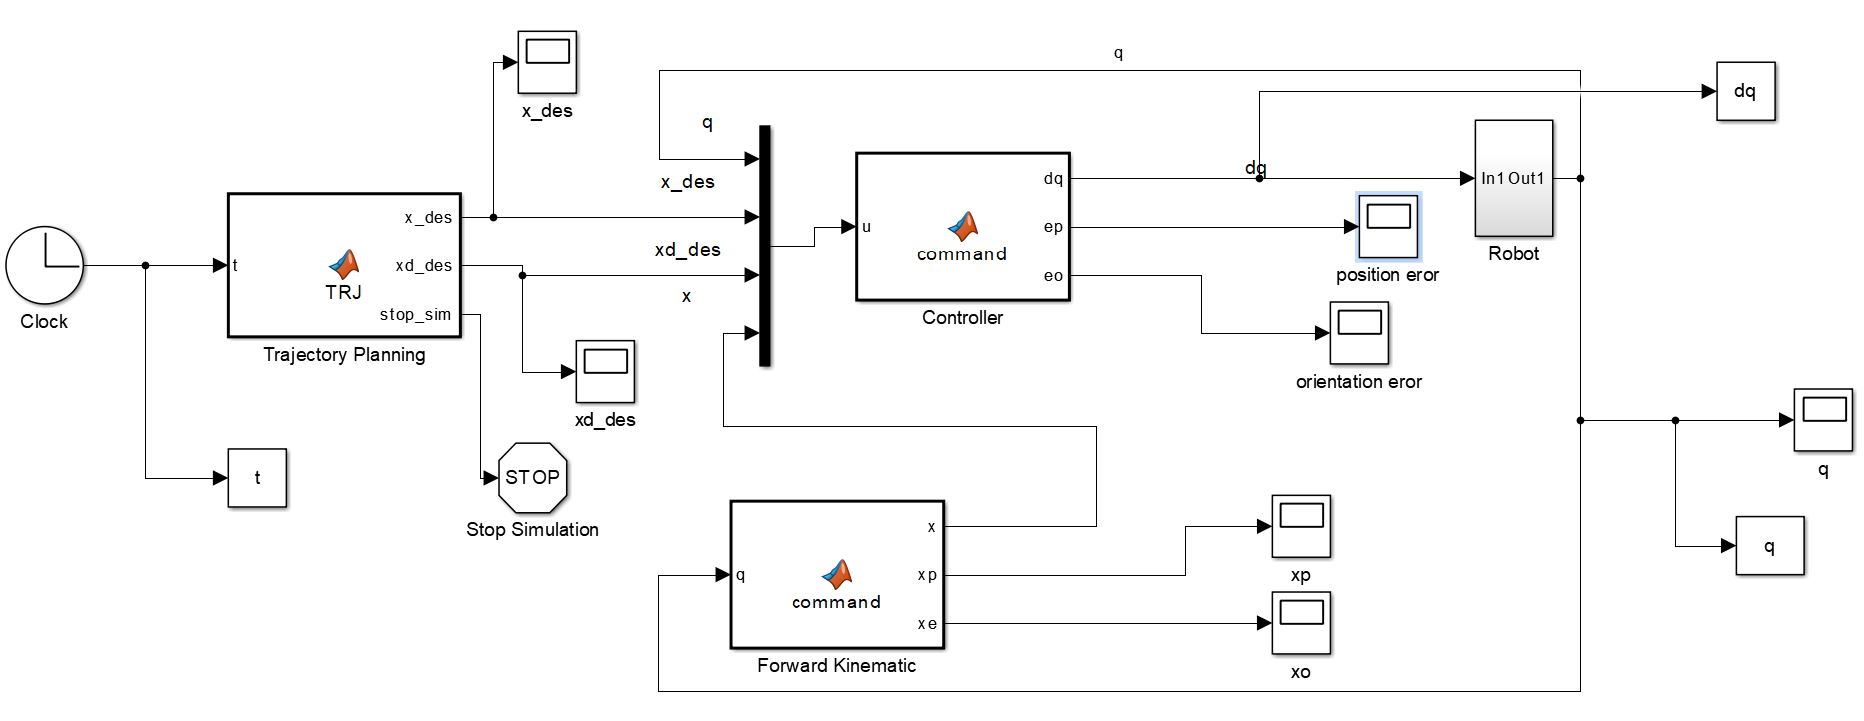 x_des
q
dq
q
x_des
xd_des
x
Clock
t
x_des
xd_des
stop_sim
TRJ
Trajectory Planning
xd_des
t
STOP
Stop Simulation
u
command
dq
ep
eo
Controller
dq
In1 Out1
Robot
position eror
orientation eror
q
q
q
command
x
xp
xe
Forward Kinematic
xp
xo